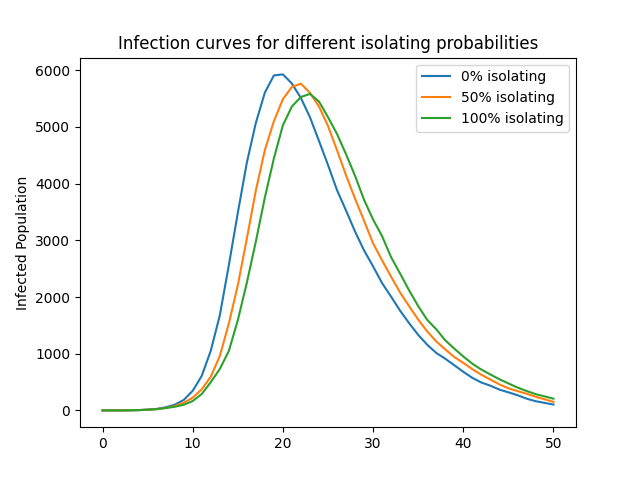 Infection curves for different isolating probabilities
0% isolating
50% isolating
100% isolating
Infected Population
6000
5000
4000
3000
2000
1000
0
0 10 20 30 40 50